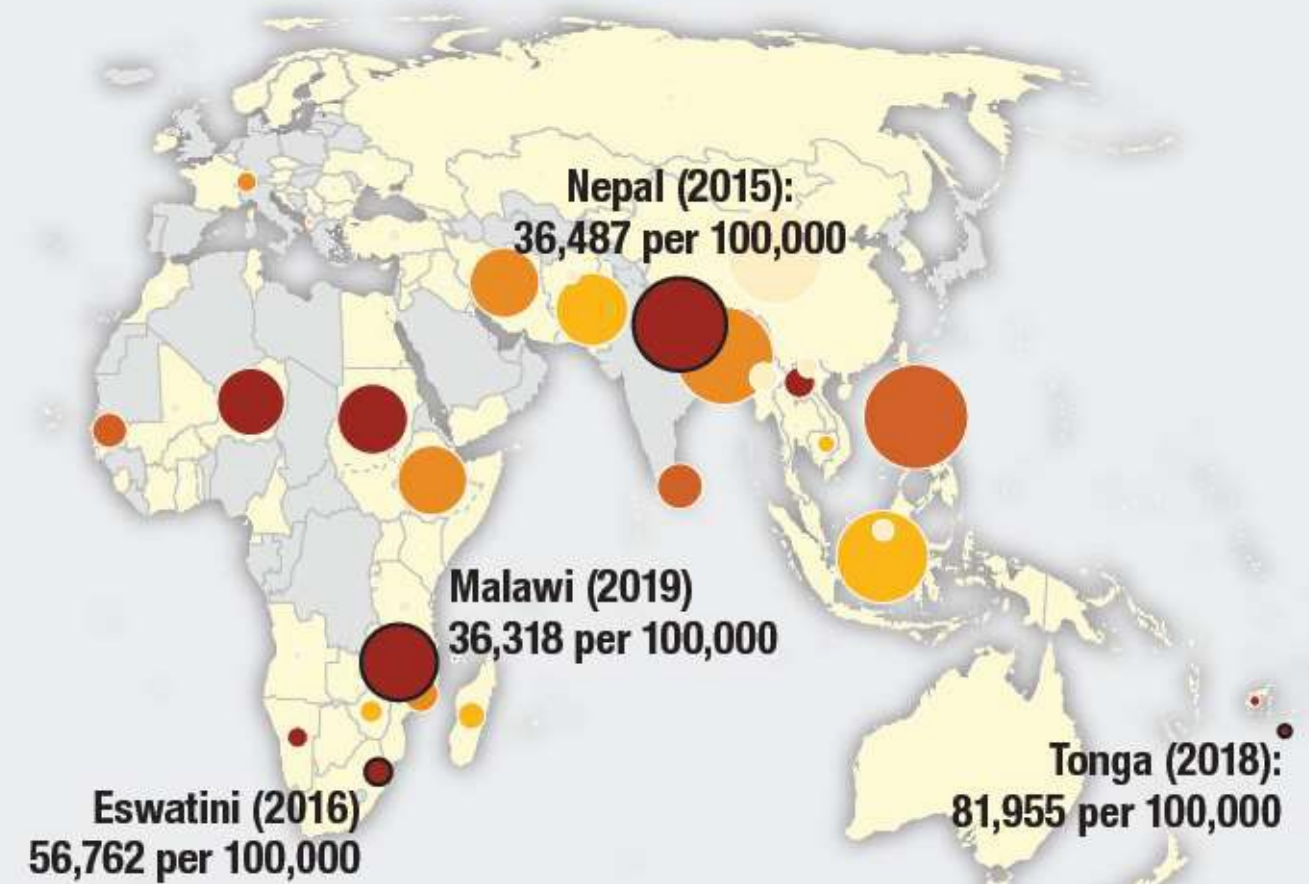 Nepal (2015):
36,487 per 100,000
Malawi (2019)
36,318 per 100,000
Eswatini (2016)
56,762 per 100,000
Tonga (2018):
81,955 per 100,000